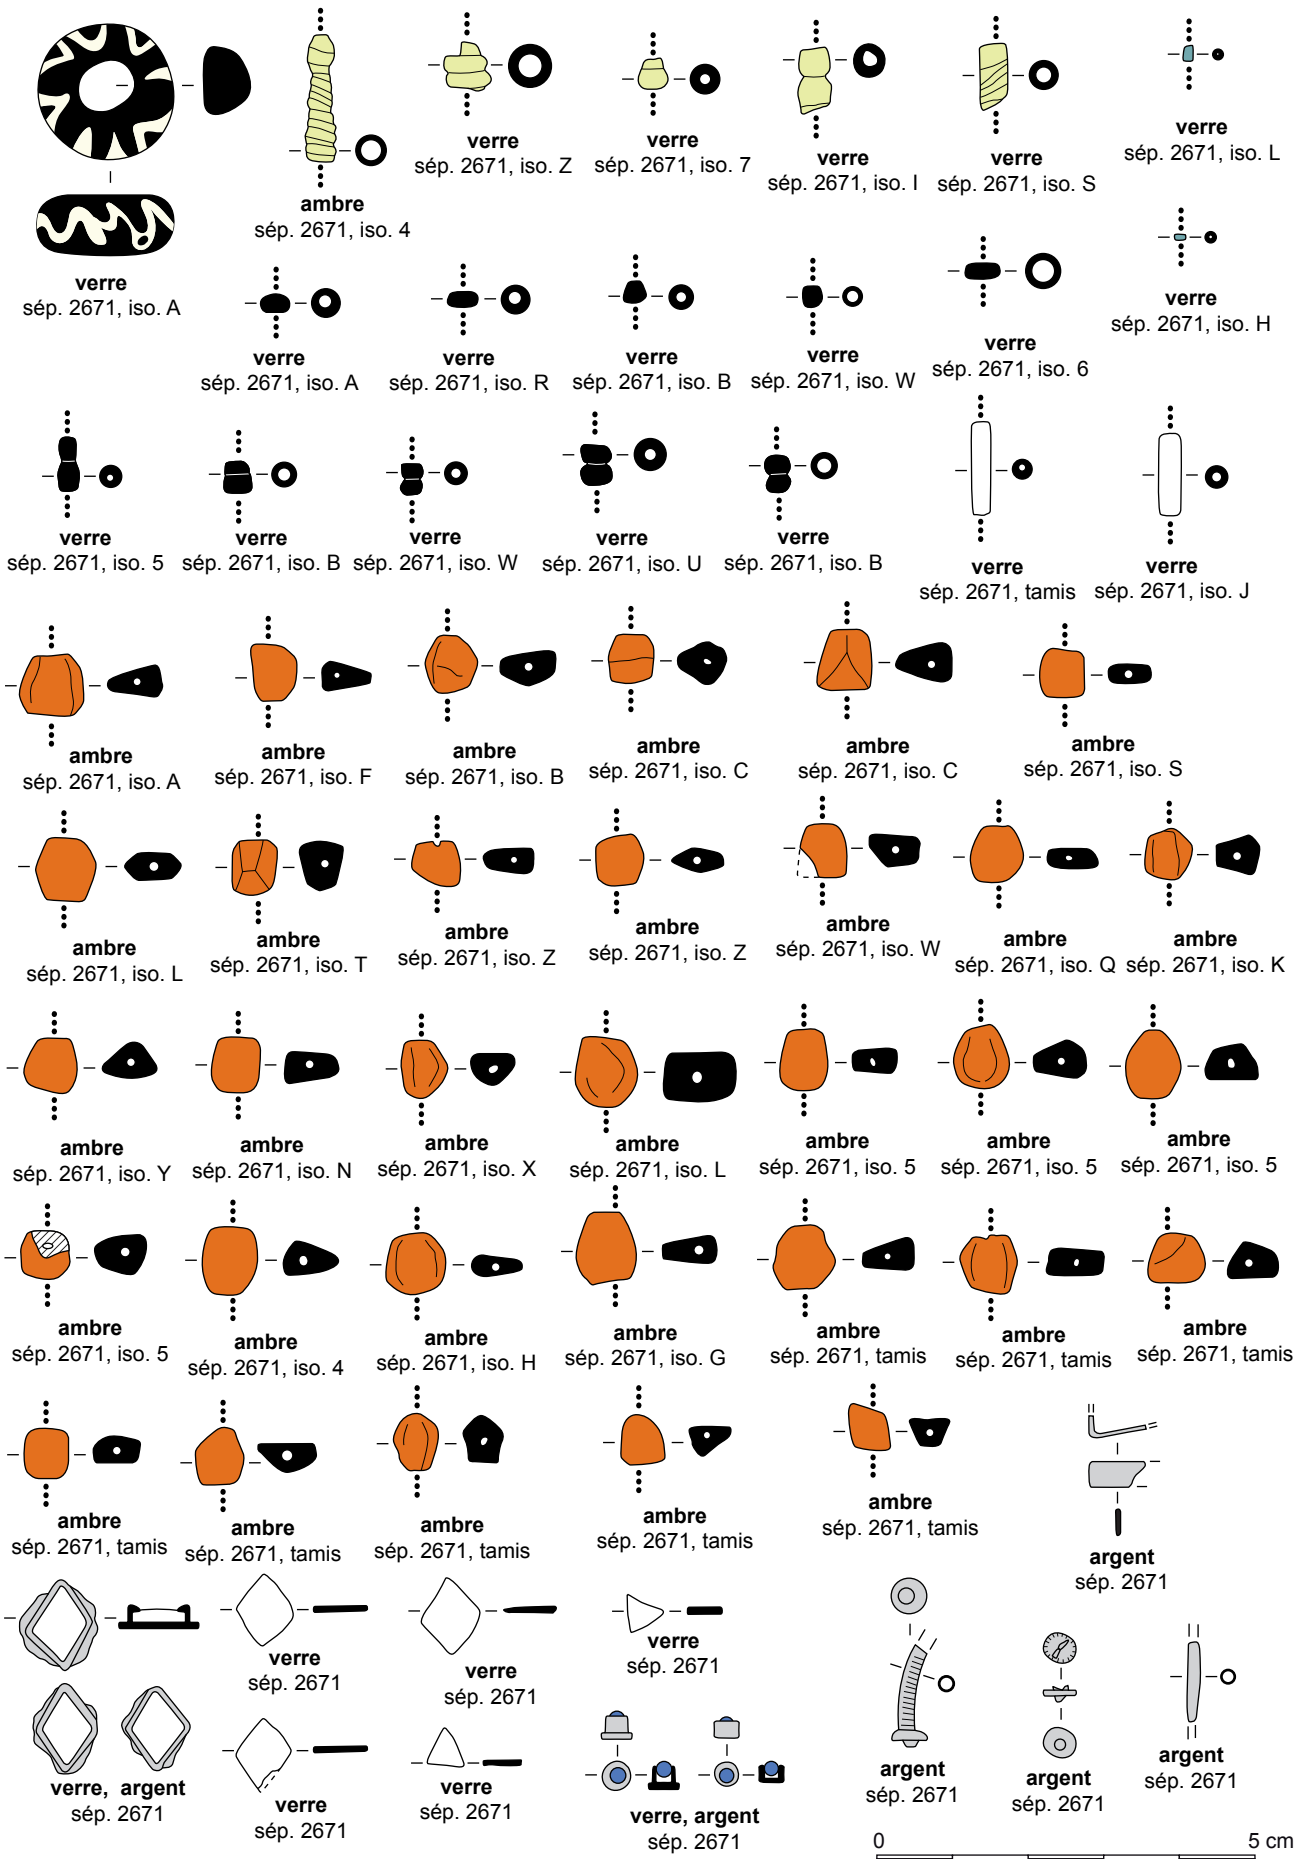 verre
sép. 2671, iso. A
ambre
sép. 2671, iso. 4
verre
sép. 2671, iso. Z
verre
sép. 2671, iso. 7
verre
sép. 2671, iso. I
verre
sép. 2671, iso. S
verre
sép. 2671, iso. L
verre
sép. 2671, iso. A
verre
sép. 2671, iso. R
verre
sép. 2671, iso. B
verre
sép. 2671, iso. W
verre
sép. 2671, iso. 6
verre
sép. 2671, iso. H
verre
sép. 2671, iso. 5
verre
sép. 2671, iso. B
verre
sép. 2671, iso. W
verre
sép. 2671, iso. U
verre
sép. 2671, iso. B
verre
sép. 2671, tamis
verre
sép. 2671, iso. J
ambre
sép. 2671, iso. A
ambre
sép. 2671, iso. F
ambre
sép. 2671, iso. B
ambre
sép. 2671, iso. C
ambre
sép. 2671, iso. C
ambre
sép. 2671, iso. S
ambre
sép. 2671, iso. L
ambre
sép. 2671, iso. T
ambre
sép. 2671, iso. Z
ambre
sép. 2671, iso. Z
ambre
sép. 2671, iso. W
ambre
sép. 2671, iso. Q
ambre
sép. 2671, iso. K
ambre
sép. 2671, iso. Y
ambre
sép. 2671, iso. N
ambre
sép. 2671, iso. X
ambre
sép. 2671, iso. L
ambre
sép. 2671, iso. 5
ambre
sép. 2671, iso. 5
ambre
sép. 2671, iso. 5
ambre
sép. 2671, iso. 5
ambre
sép. 2671, iso. 4
ambre
sép. 2671, iso. H
ambre
sép. 2671, iso. G
ambre
sép. 2671, tamis
ambre
sép. 2671, tamis
ambre
sép. 2671, tamis
ambre
sép. 2671, tamis
ambre
sép. 2671, tamis
ambre
sép. 2671, tamis
ambre
sép. 2671, tamis
ambre
sép. 2671, tamis
argent
sép. 2671
verre
sép. 2671
verre
sép. 2671
verre
sép. 2671
verre, argent
sép. 2671
verre
sép. 2671
verre
sép. 2671
verre, argent
sép. 2671
argent
sép. 2671
argent
sép. 2671
argent
sép. 2671
0 5 cm